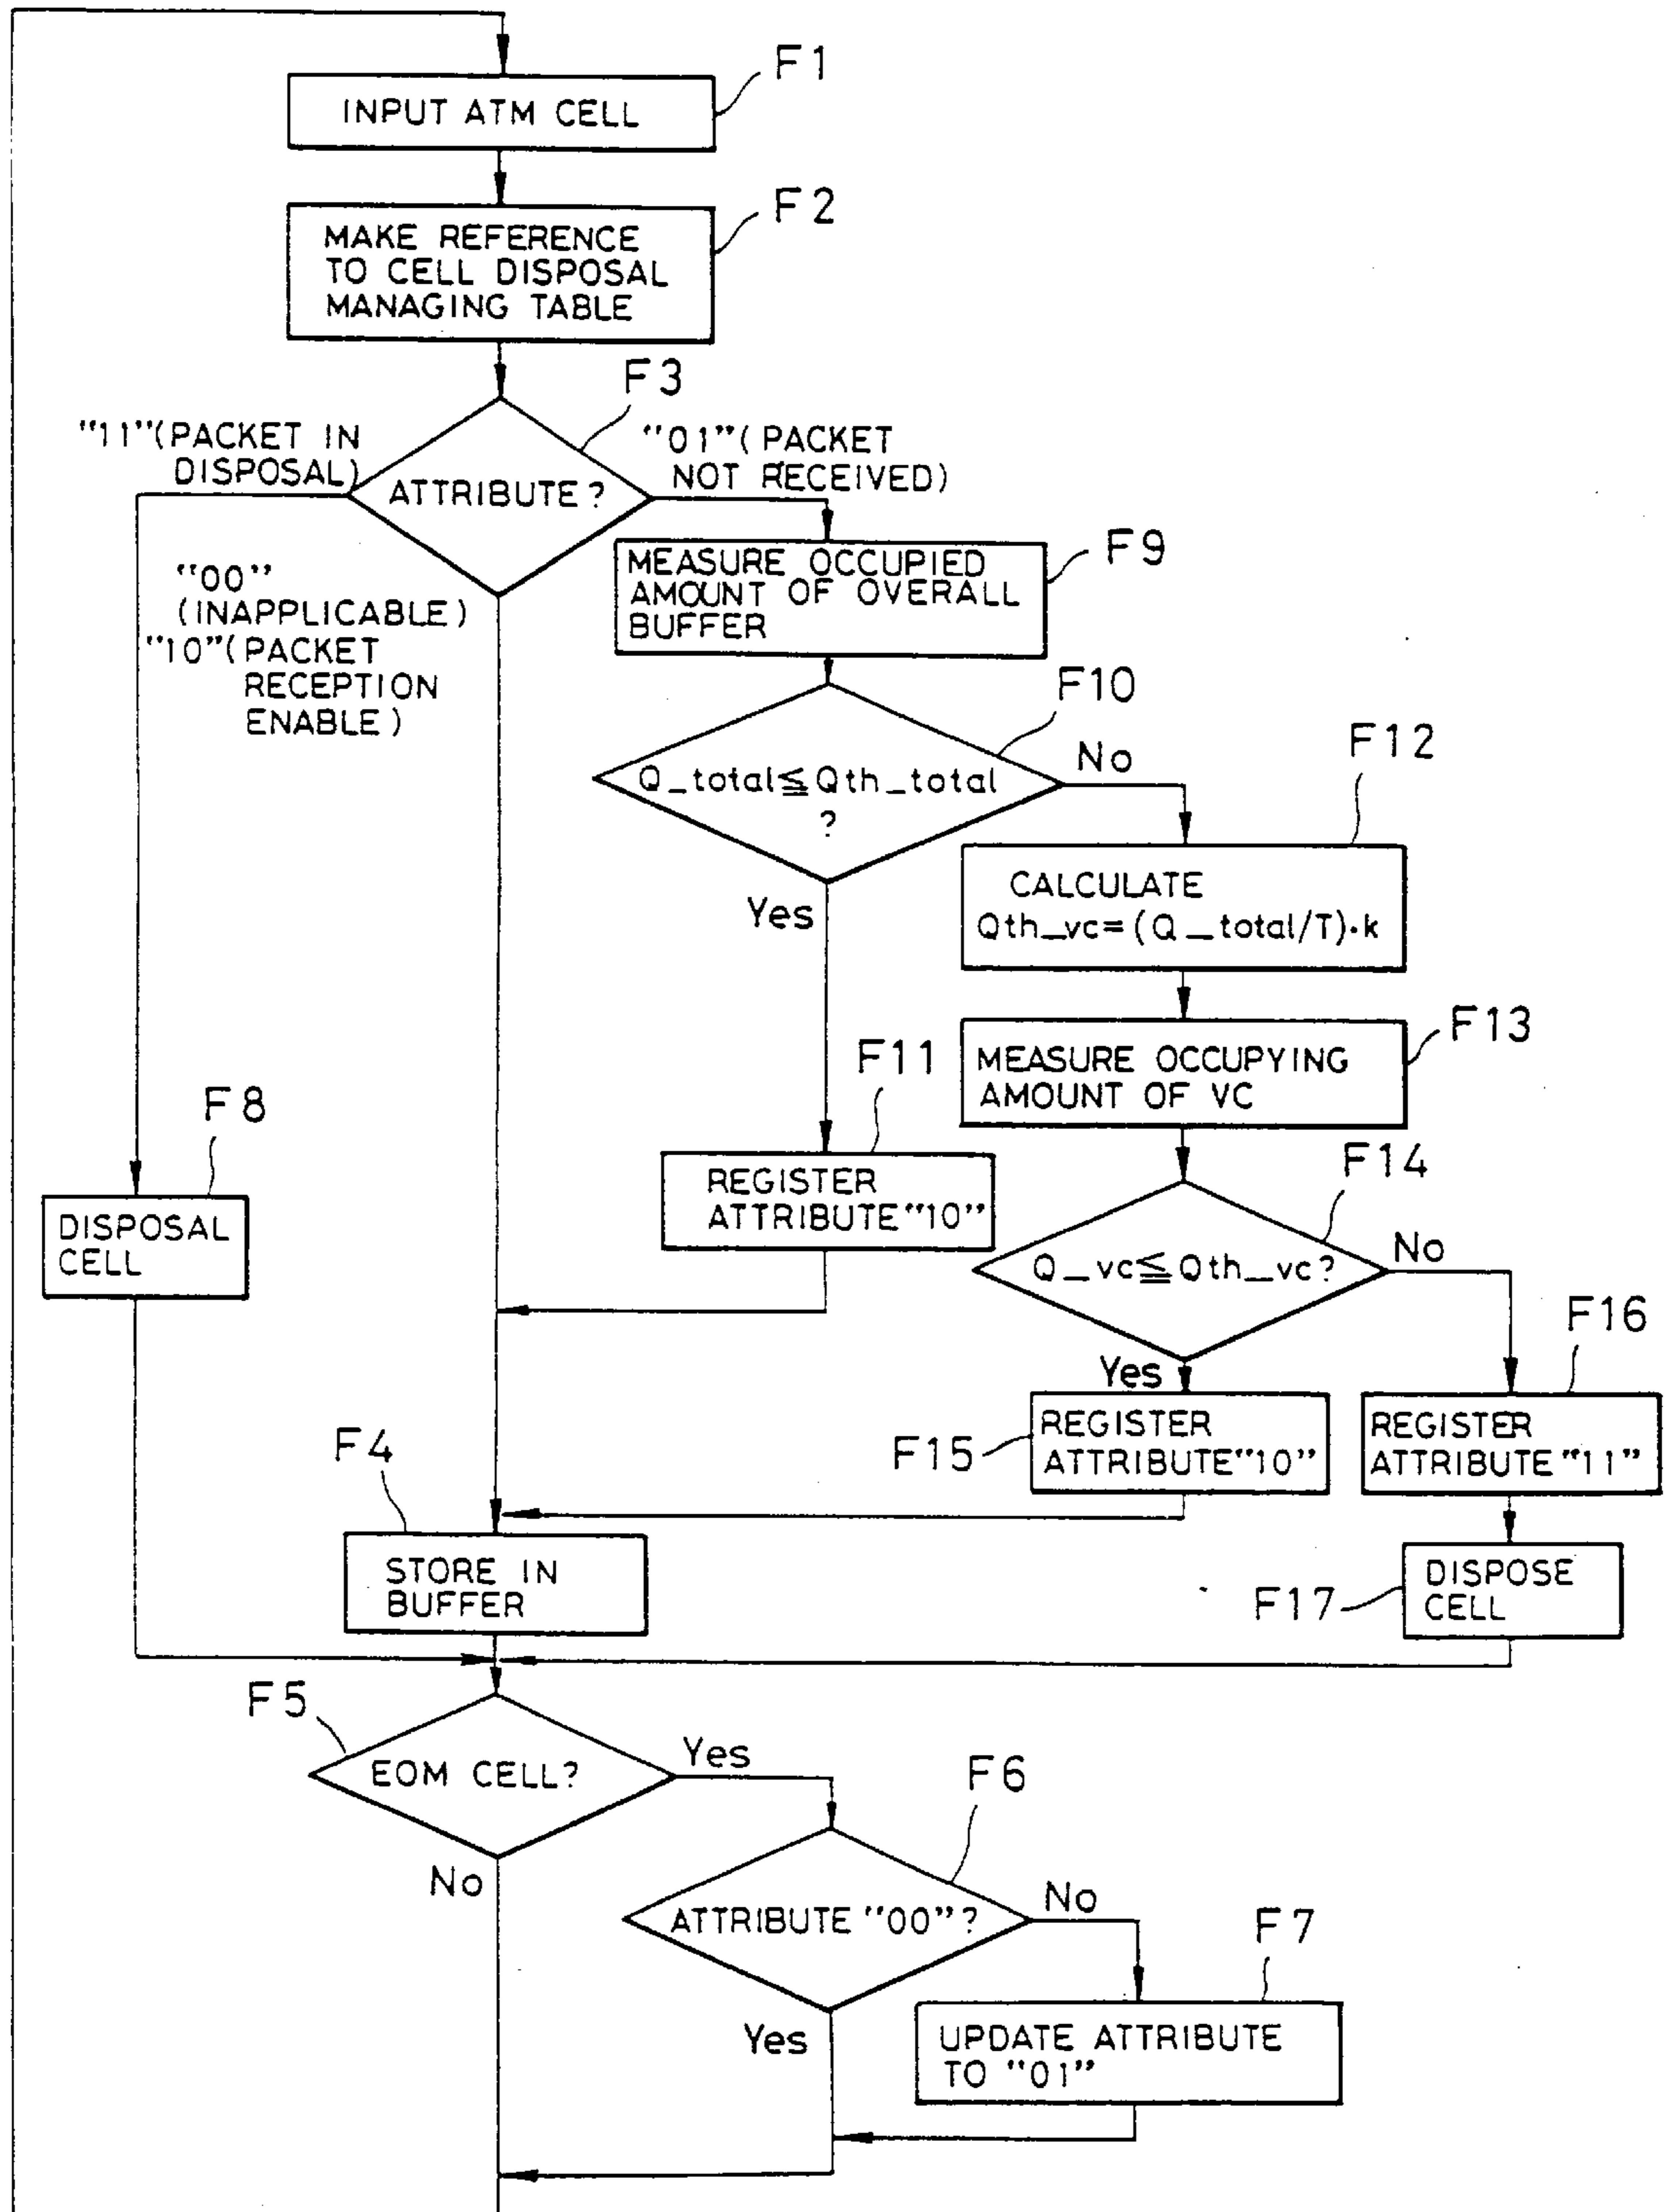 F1
INPUT ATM CELL
F2
MAKE REFERENCE
TO CELL DISPOSAL
MANAGING TABLE
F3
"11"(PACKET IN
DISPOSAL)
ATTRIBUTE?
"01"(PACKET
NOT RECEIVED)
"00"
(INAPPLICABLE)
"10"(PACKET
RECEPTION
ENABLE)
F9
MEASURE OCCUPIED
AMOUNT OF OVERALL
BUFFER
F10
Q_total≦Qth_total
?
No
Yes
F12
CALCULATE
Qth_vc=(Q_total/T)·k
F13
MEASURE OCCUPYING
AMOUNT OF VC
F11
REGISTER
ATTRIBUTE"10"
F8
DISPOSAL
CELL
F14
Q_vc≦Qth_vc?
No
Yes
F16
REGISTER
ATTRIBUTE"11"
F15
REGISTER
ATTRIBUTE"10"
F4
STORE IN
BUFFER
F17
DISPOSE
CELL
F5
EOM CELL?
Yes
No
F6
ATTRIBUTE "00"?
No
Yes
F7
UPDATE ATTRIBUTE
TO "01"